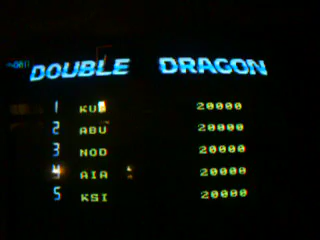 DOUBLE DRAGON
1 KU 20000
2 ABU 20000
3 NOD 20000
4 AIA 20000
5 KSI 20000